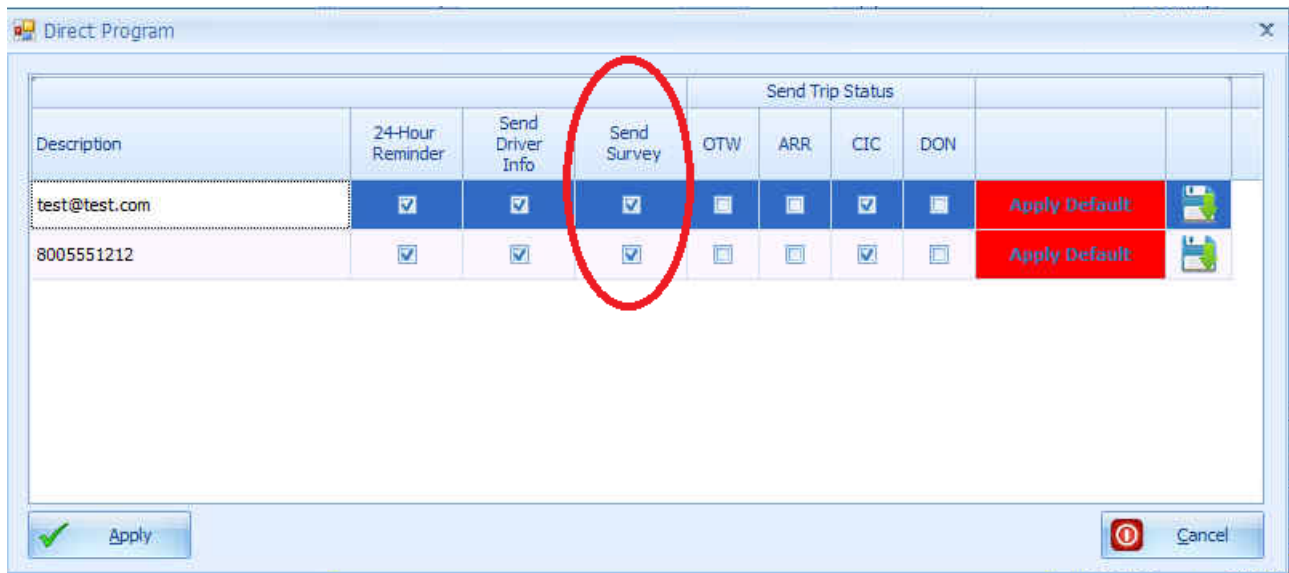 Direct Program
Send Trip Status
Description
24-Hour
Reminder
Send
Driver
Info
Send
Survey
OTW
ARR
CIC
DON
test@test.com
Apply Default
8005551212
Apply Default
Apply
Cancel